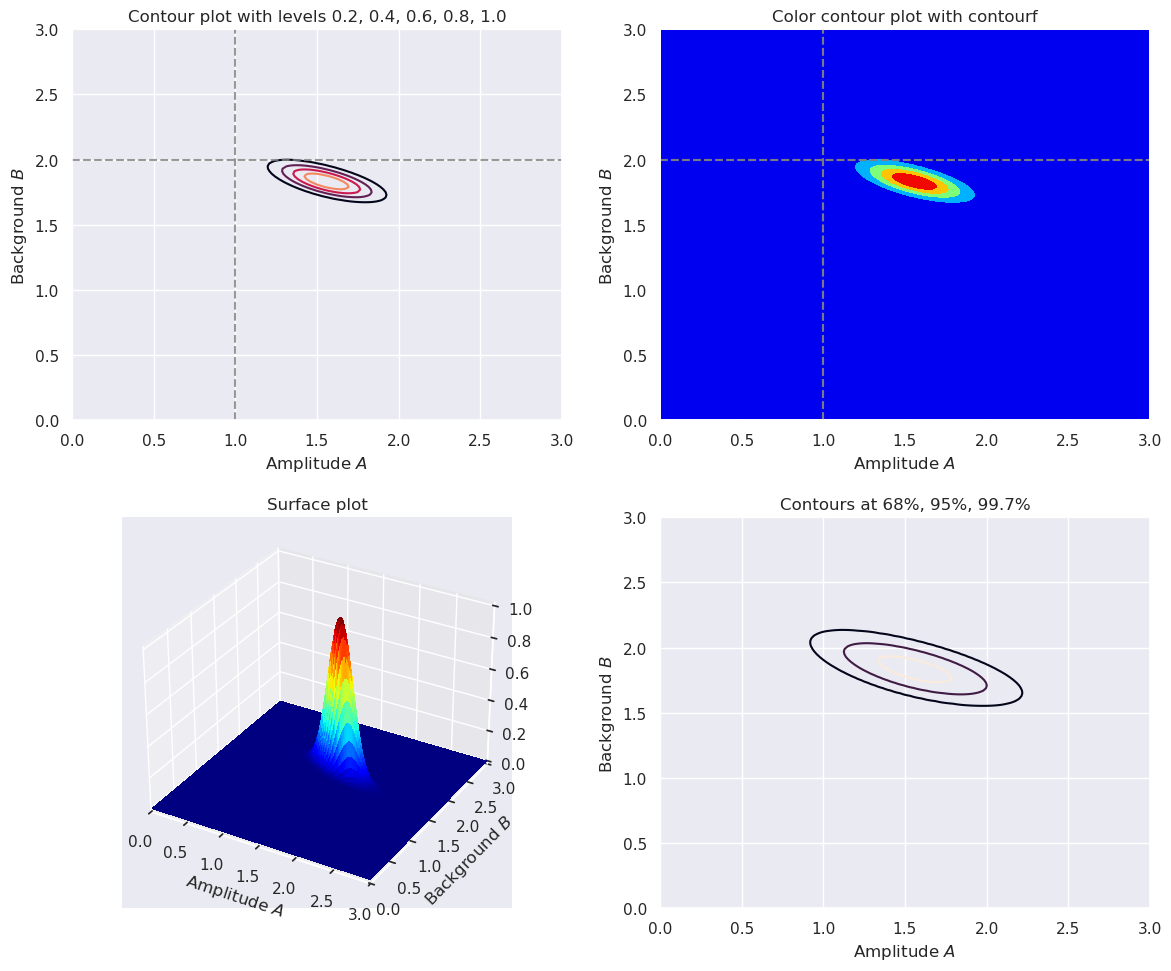 Contour plot with levels 0.2, 0.4, 0.6, 0.8, 1.0
3.0
2.5
2.0
1.5
1.0
0.5
0.0
Background B
0.0 0.5 1.0 1.5 2.0 2.5 3.0
Amplitude A
Color contour plot with contourf
3.0
2.5
2.0
1.5
1.0
0.5
0.0
Background B
0.0 0.5 1.0 1.5 2.0 2.5 3.0
Amplitude A
Surface plot
1.0
0.8
0.6
0.4
0.2
0.0
0.0 0.5 1.0 1.5 2.0 2.5 3.0
Amplitude A
0.0 0.5 1.0 1.5 2.0 2.5 3.0
Background B
Contours at 68%, 95%, 99.7%
3.0
2.5
2.0
1.5
1.0
0.5
0.0
Background B
0.0 0.5 1.0 1.5 2.0 2.5 3.0
Amplitude A